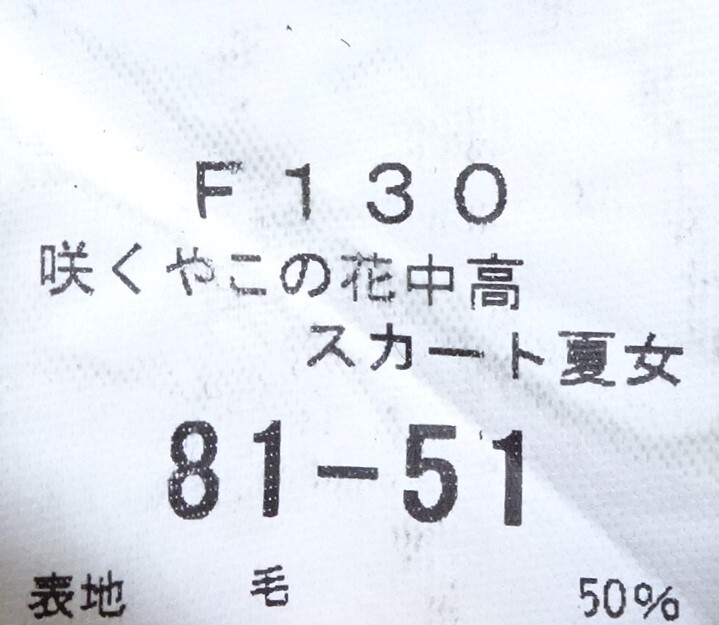 F130
咲くやこの花中高
スカート夏女
81-51
表地 毛 50%